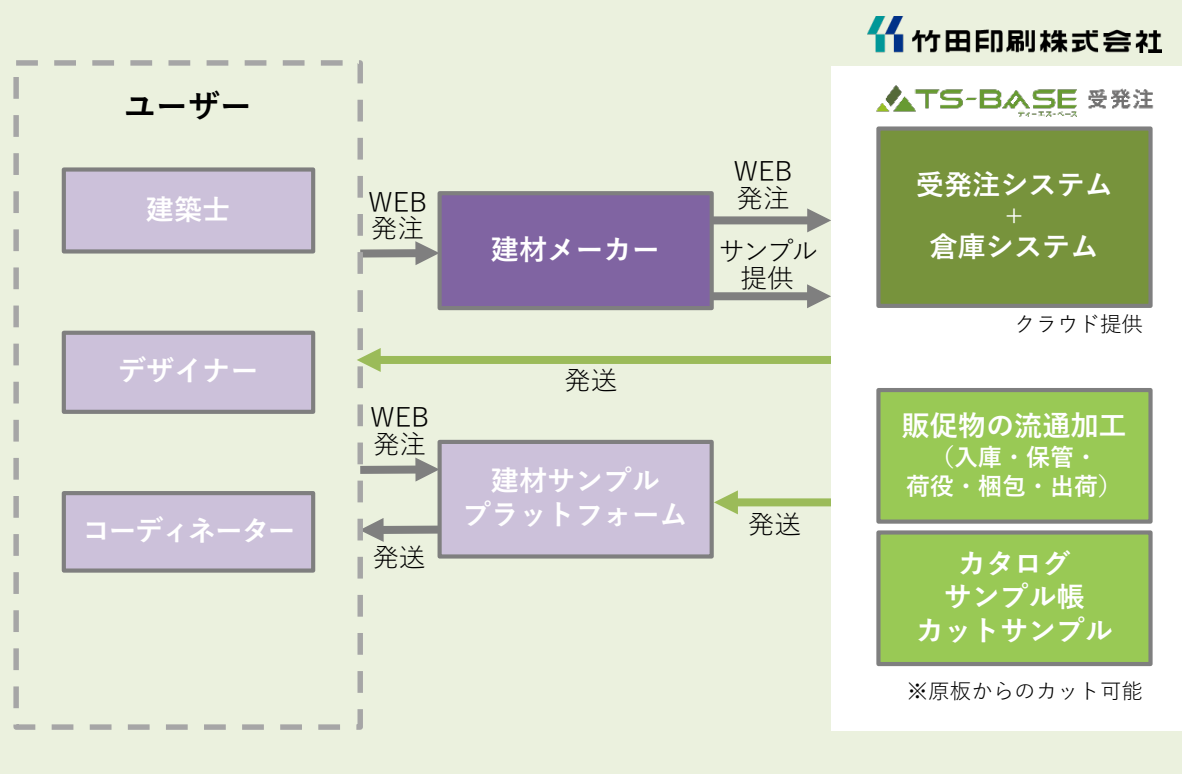 竹田印刷株式会社
TS-BASE 受発注
ティーエス・ベース
ユーザー
建築士
デザイナー
コーディネーター
WEB
発注
建材メーカー
WEB
発注
サンプル
提供
発送
WEB
発注
発送
建材サンプル
プラットフォーム
発送
受発注システム
+
倉庫システム
クラウド提供
販促物の流通加工
（入庫・保管・
荷役・梱包・出荷）
カタログ
サンプル帳
カットサンプル
※原板からのカット可能